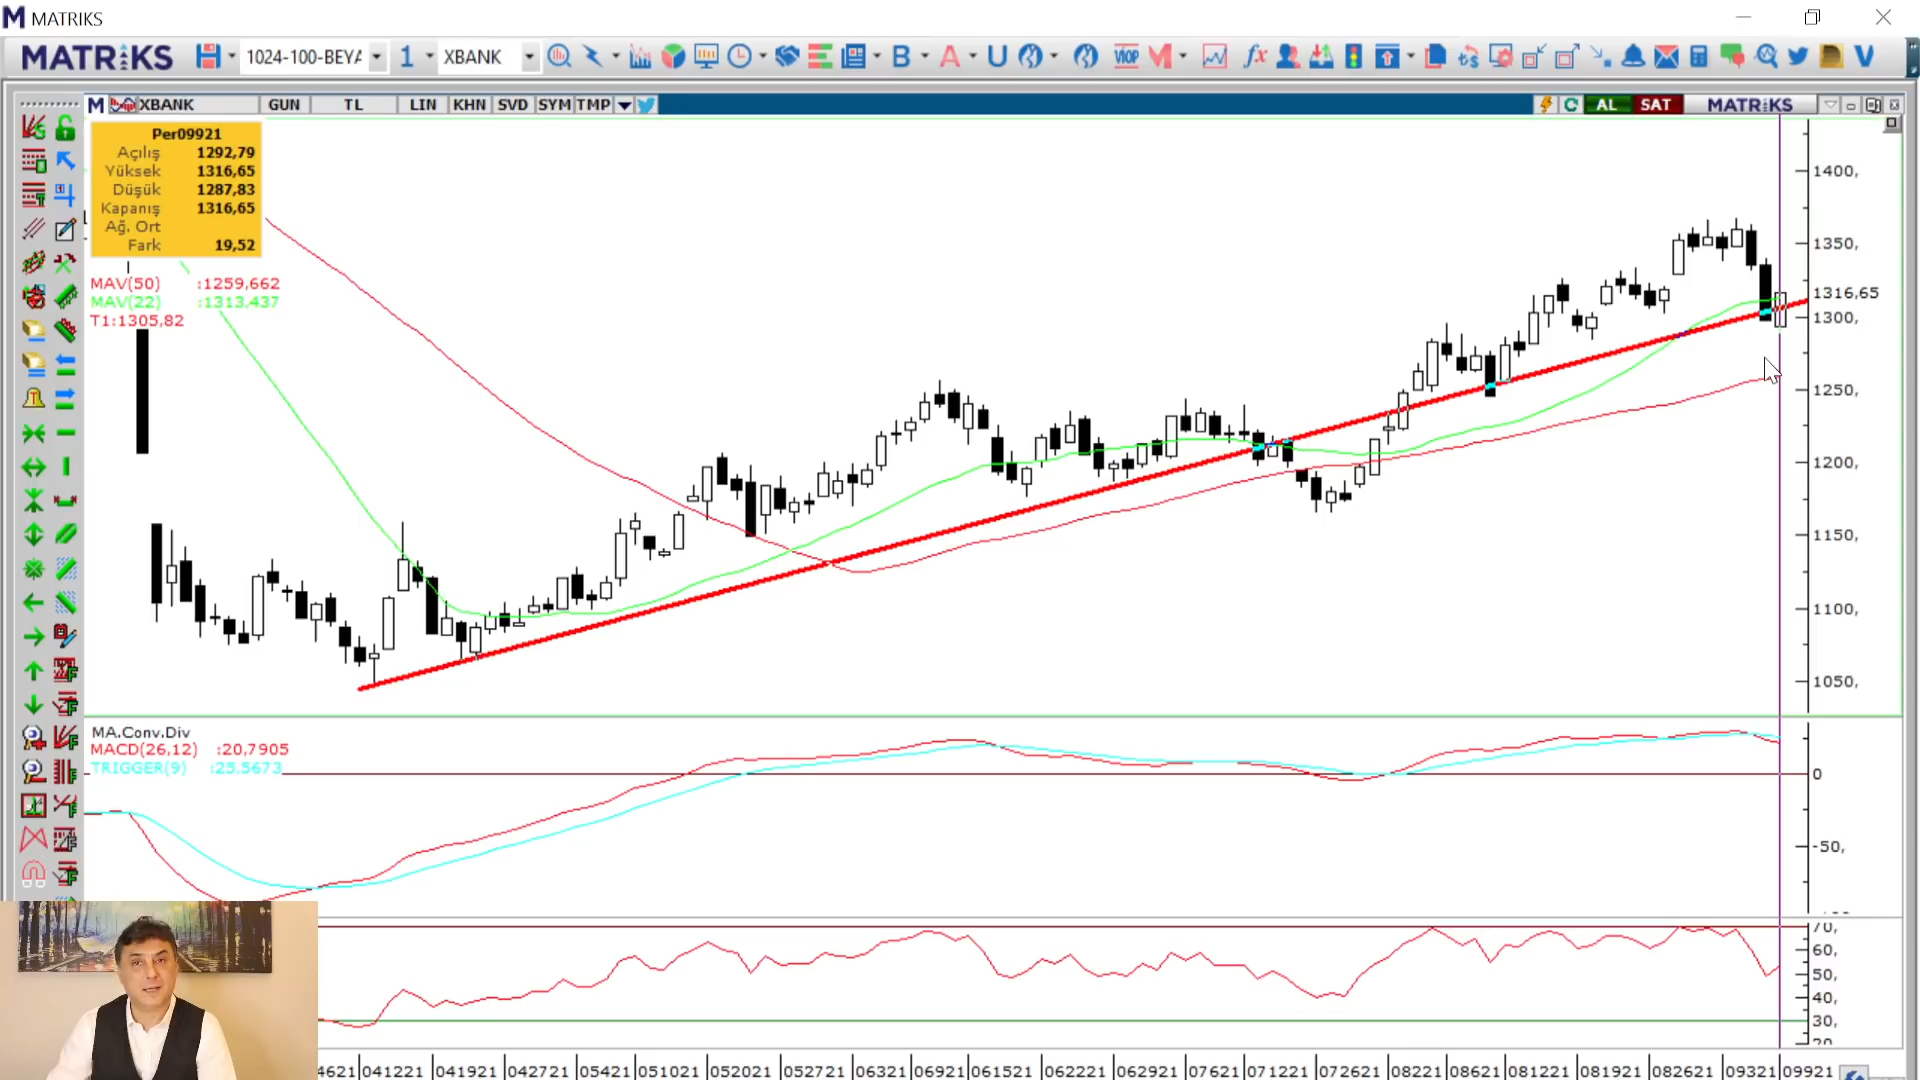 MATRIKS
MATRIKS 1024-100-BEYA 1 XBANK B A U VIOP M fx V
M XBANK GUN TL LIN KHN SVD SYM TMP AL SAT MATRIKS
Per09921
Açılış 1292,79
Yüksek 1316,65
Düşük 1287,83
Kapanış 1316,65
Ağ. Ort
Fark 19,52
MAV(50) :1259,662
MAV(22) :1313,437
T1:1305,82
1400,
1350,
1316,65
1300,
1250,
1200,
1150,
1100,
1050,
MA.Conv.Div
MACD(26,12) :20,7905
TRIGGER(9) :25.5673
0
-50,
70,
60,
50,
40,
30,
20
4621 041221 041921 042721 05421 051021 052021 052721 06321 063921 062221 062921 07621 071221 072621 08221 08621 081221 081921 082621 09321 09921